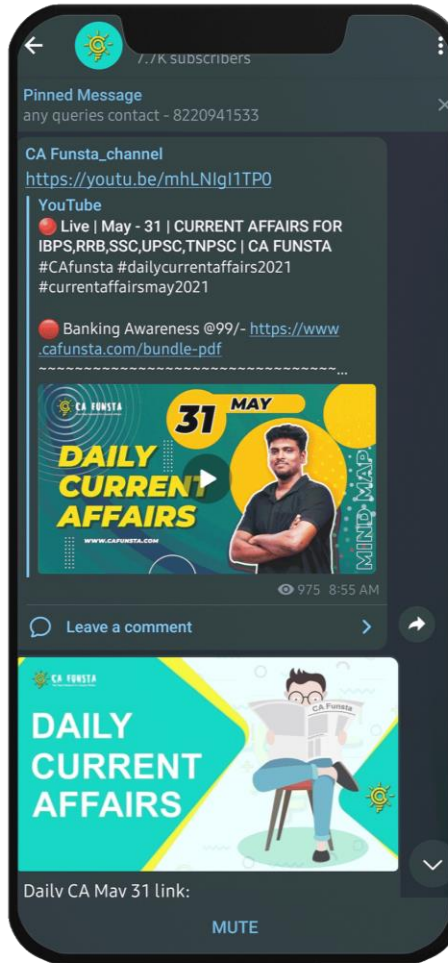 7.7K subscribers
Pinned Message
any queries contact - 8220941533
CA Funsta_channel
https://youtu.be/mhLNIgI1TP0
YouTube
🔴 Live | May - 31 | CURRENT AFFAIRS FOR
IBPS,RRB,SSC,UPSC,TNPSC | CA FUNSTA
#CAfunsta #dailycurrentaffairs2021
#currentaffairsmay2021
🔴 Banking Awareness @99/- https://www
.cafunsta.com/bundle-pdf
~~~~~~~~~~~~~~~~~~~~~~~~~~~~~~~~~...
CA FUNSTA
31 MAY
DAILY
CURRENT
AFFAIRS
WWW.CAFUNSTA.COM
MIND MAP
975 8:55 AM
Leave a comment
CA FUNSTA
CA Funsta
DAILY
CURRENT
AFFAIRS
Daily CA May 31 link:
MUTE